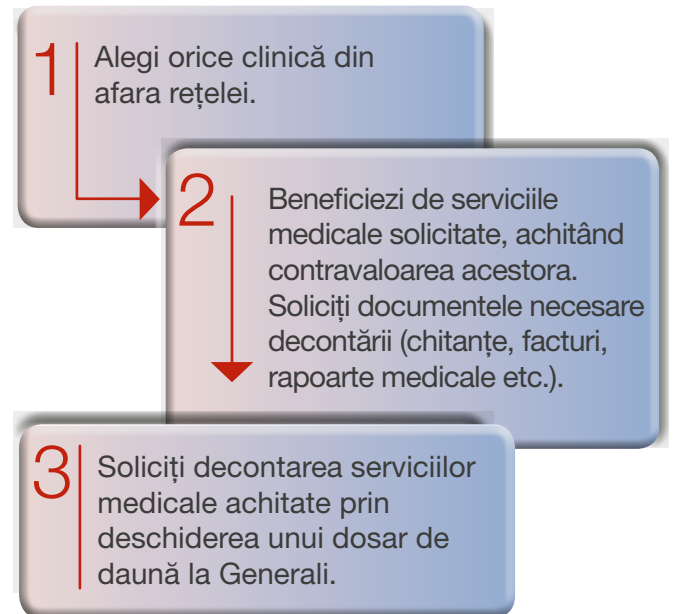 1
Alegi orice clinică din
afara rețelei.
2
Beneficiezi de serviciile
medicale solicitate, achitând
contravaloarea acestora.
Soliciți documentele necesare
decontării (chitanțe, facturi,
rapoarte medicale etc.).
3
Soliciți decontarea serviciilor
medicale achitate prin
deschiderea unui dosar de
daună la Generali.